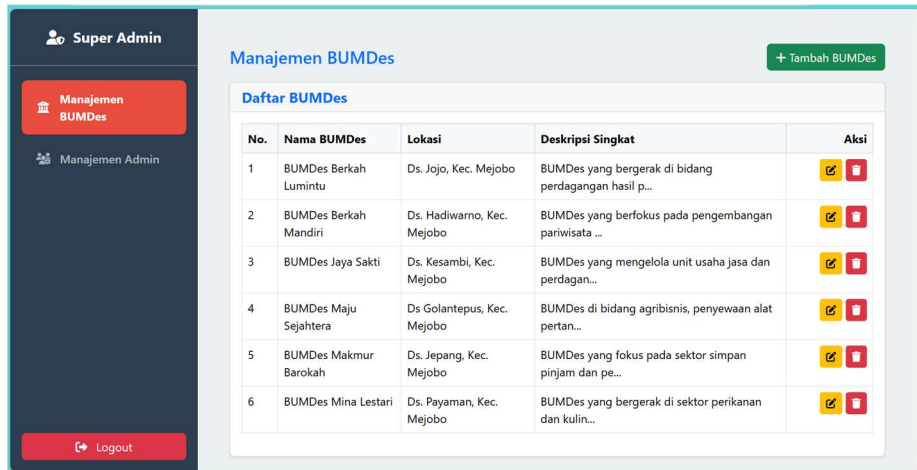 Super Admin
Manajemen
BUMDes
Manajemen Admin
Logout
Manajemen BUMDes
+ Tambah BUMDes
Daftar BUMDes
No. Nama BUMDes Lokasi Deskripsi Singkat Aksi
1 BUMDes Berkah Ds. Jojo, Kec. Mejobo BUMDes yang bergerak di bidang
Lumintu perdagangan hasil p...
2 BUMDes Berkah Ds. Hadiwarno, Kec. BUMDes yang berfokus pada pengembangan
Mandiri Mejobo pariwisata ...
3 BUMDes Jaya Sakti Ds. Kesambi, Kec. BUMDes yang mengelola unit usaha jasa dan
Mejobo perdagan...
4 BUMDes Maju Ds Golantepus, Kec. BUMDes di bidang agribisnis, penyewaan alat
Sejahtera Mejobo pertan...
5 BUMDes Makmur Ds. Jepang, Kec. BUMDes yang fokus pada sektor simpan
Barokah Mejobo pinjam dan pe...
6 BUMDes Mina Lestari Ds. Payaman, Kec. BUMDes yang bergerak di sektor perikanan
Mejobo dan kulin...